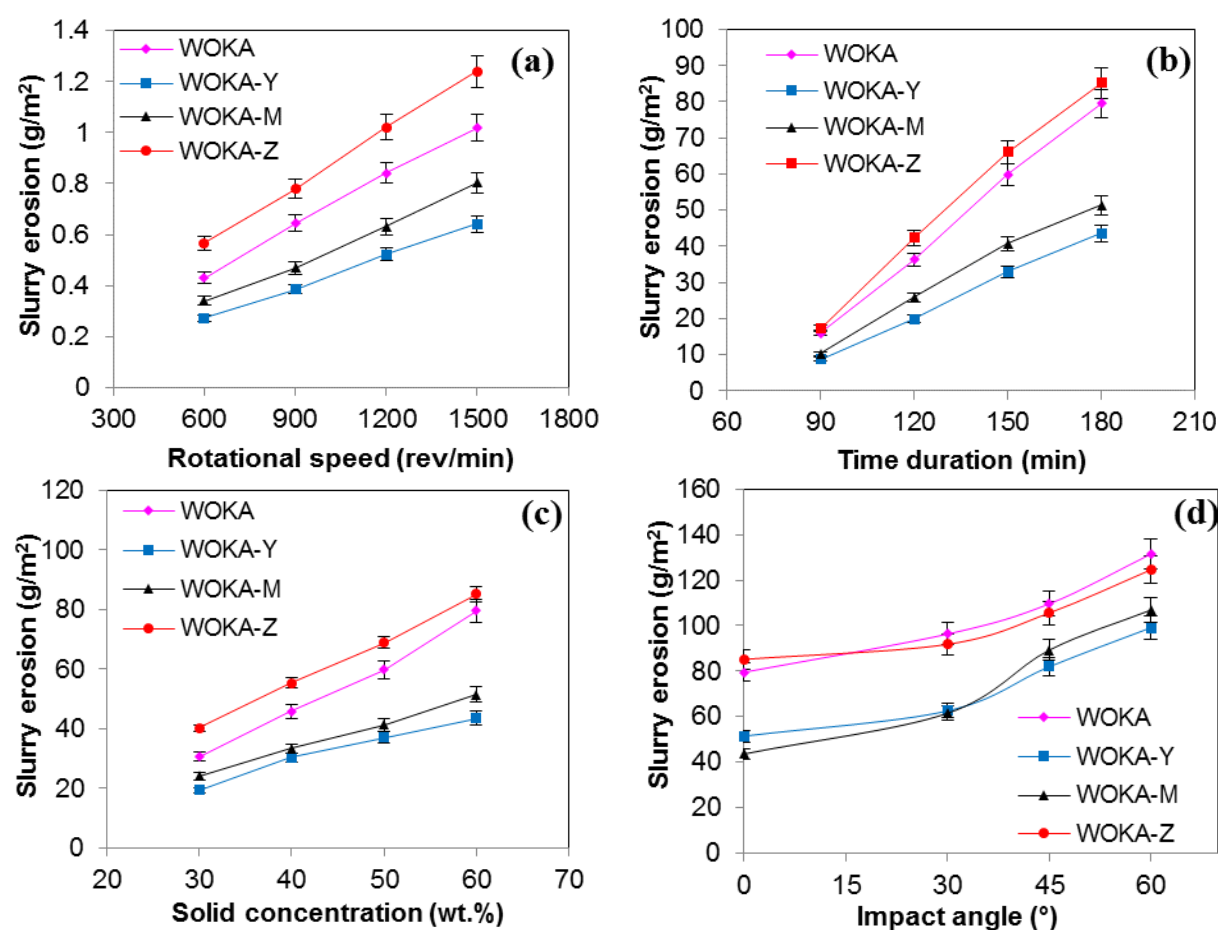 (a)
WOKA
WOKA-Y
WOKA-M
WOKA-Z
Slurry erosion (g/m²)
1.4
1.2
1
0.8
0.6
0.4
0.2
0
300 600 900 1200 1500 1800
Rotational speed (rev/min)
(b)
WOKA
WOKA-Y
WOKA-M
WOKA-Z
Slurry erosion (g/m²)
100
90
80
70
60
50
40
30
20
10
0
60 90 120 150 180 210
Time duration (min)
(c)
WOKA
WOKA-Y
WOKA-M
WOKA-Z
Slurry erosion (g/m²)
120
100
80
60
40
20
0
20 30 40 50 60 70
Solid concentration (wt.%)
(d)
Slurry erosion (g/m²)
160
140
120
100
80
60
40
20
0
WOKA
WOKA-Y
WOKA-M
WOKA-Z
0 15 30 45 60
Impact angle (°)